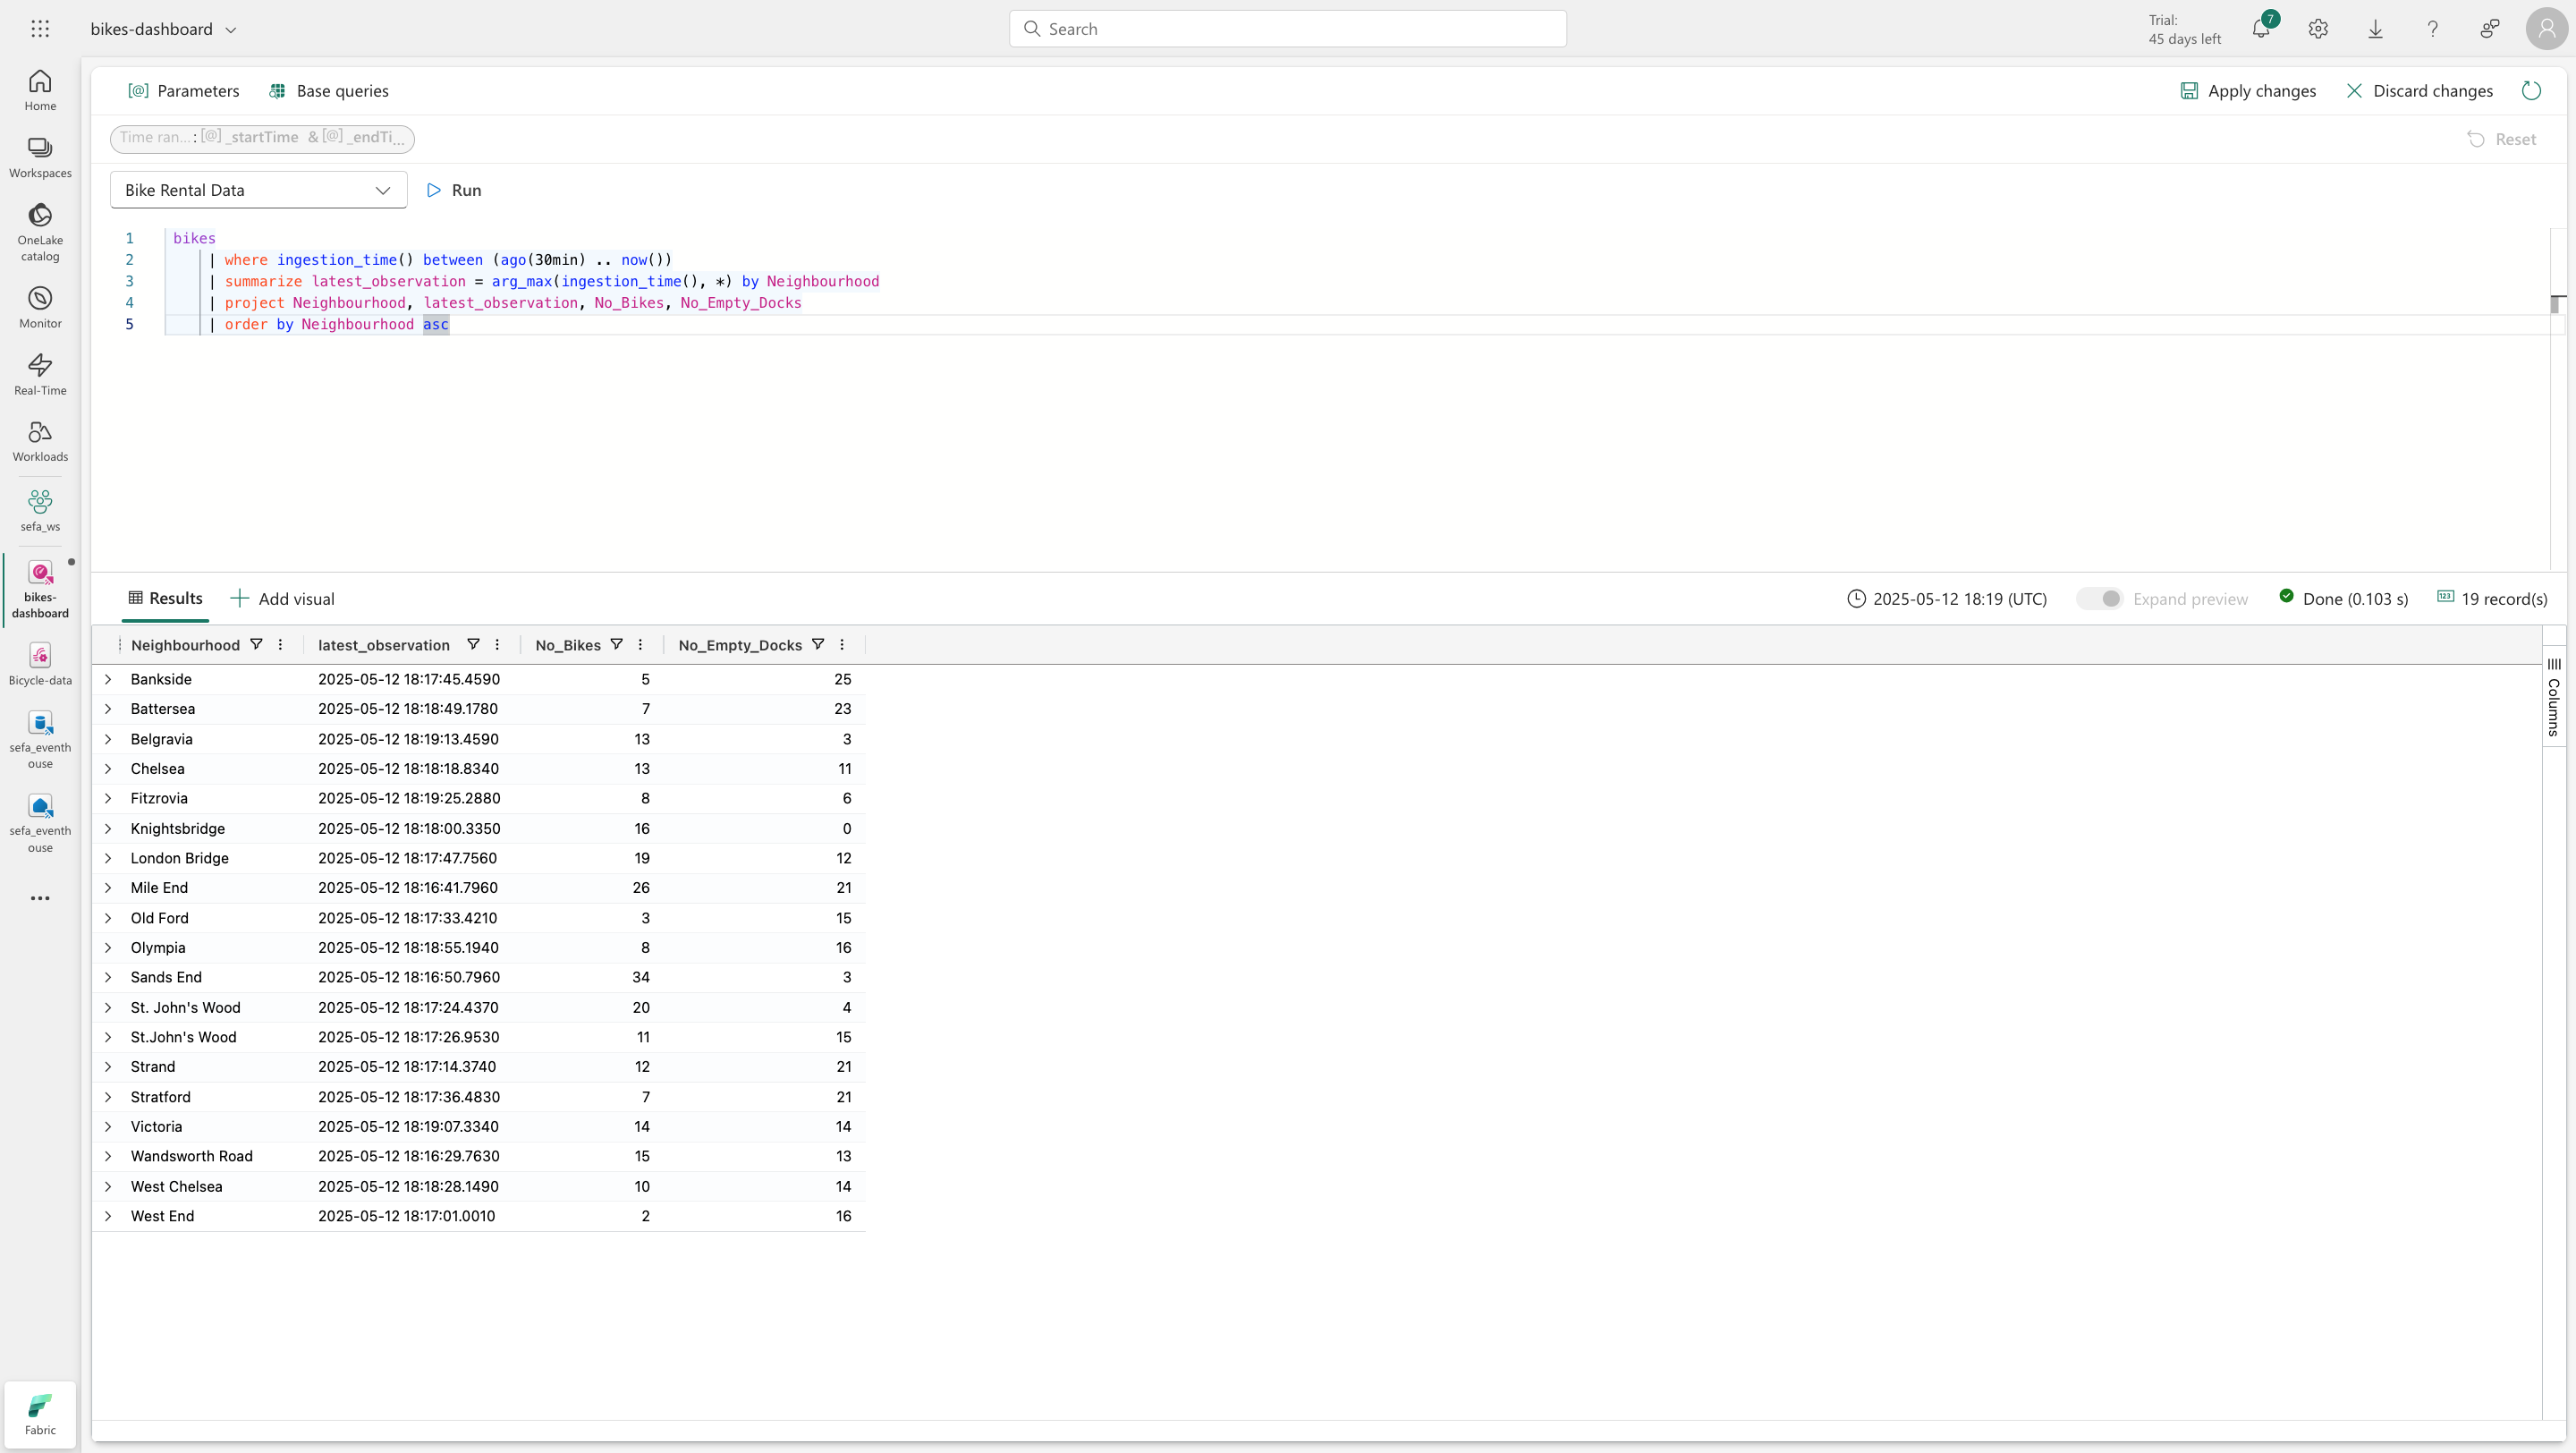 bikes-dashboard
Search
Trial:
45 days left
7
Home
Workspaces
OneLake
catalog
Monitor
Real-Time
Workloads
sefa_ws
bikes-
dashboard
Bicycle-data
sefa_eventh
ouse
sefa_eventh
ouse
Fabric
[@] Parameters Base queries
Apply changes Discard changes
Time ran... : [@] _startTime & [@] _endTi...
Reset
Bike Rental Data Run
1 bikes
2 | where ingestion_time() between (ago(30min) .. now())
3 | summarize latest_observation = arg_max(ingestion_time(), *) by Neighbourhood
4 | project Neighbourhood, latest_observation, No_Bikes, No_Empty_Docks
5 | order by Neighbourhood asc
Results Add visual
2025-05-12 18:19 (UTC) Expand preview Done (0.103 s) 123 19 record(s)
Neighbourhood latest_observation No_Bikes No_Empty_Docks
Bankside 2025-05-12 18:17:45.4590 5 25
Battersea 2025-05-12 18:18:49.1780 7 23
Belgravia 2025-05-12 18:19:13.4590 13 3
Chelsea 2025-05-12 18:18:18.8340 13 11
Fitzrovia 2025-05-12 18:19:25.2880 8 6
Knightsbridge 2025-05-12 18:18:00.3350 16 0
London Bridge 2025-05-12 18:17:47.7560 19 12
Mile End 2025-05-12 18:16:41.7960 26 21
Old Ford 2025-05-12 18:17:33.4210 3 15
Olympia 2025-05-12 18:18:55.1940 8 16
Sands End 2025-05-12 18:16:50.7960 34 3
St. John's Wood 2025-05-12 18:17:24.4370 20 4
St.John's Wood 2025-05-12 18:17:26.9530 11 15
Strand 2025-05-12 18:17:14.3740 12 21
Stratford 2025-05-12 18:17:36.4830 7 21
Victoria 2025-05-12 18:19:07.3340 14 14
Wandsworth Road 2025-05-12 18:16:29.7630 15 13
West Chelsea 2025-05-12 18:18:28.1490 10 14
West End 2025-05-12 18:17:01.0010 2 16
Columns